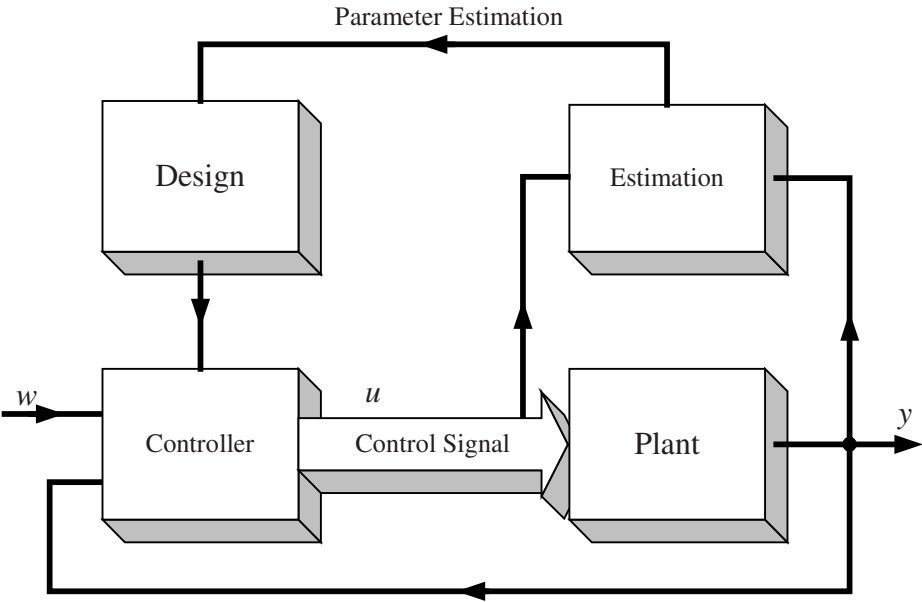 Parameter Estimation
Design
Estimation
w
u
Controller
Control Signal
Plant
y